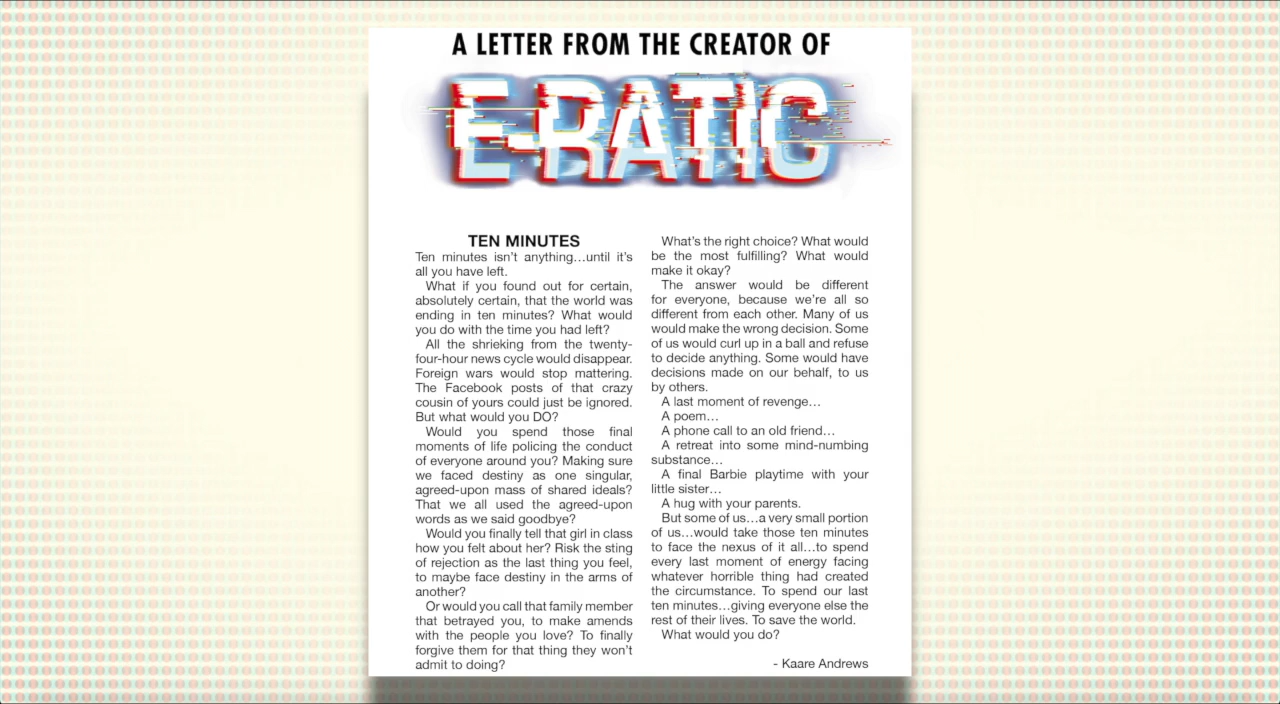 A LETTER FROM THE CREATOR OF
E-RATIC
TEN MINUTES
Ten minutes isn't anything…until it's
all you have left.
What if you found out for certain,
absolutely certain, that the world was
ending in ten minutes? What would
you do with the time you had left?
All the shrieking from the twenty-
four-hour news cycle would disappear.
Foreign wars would stop mattering.
The Facebook posts of that crazy
cousin of yours could just be ignored.
But what would you DO?
Would you spend those final
moments of life policing the conduct
of everyone around you? Making sure
we faced destiny as one singular,
agreed-upon mass of shared ideals?
That we all used the agreed-upon
words as we said goodbye?
Would you finally tell that girl in class
how you felt about her? Risk the sting
of rejection as the last thing you feel,
to maybe face destiny in the arms of
another?
Or would you call that family member
that betrayed you, to make amends
with the people you love? To finally
forgive them for that thing they won't
admit to doing?
What's the right choice? What would
be the most fulfilling? What would
make it okay?
The answer would be different
for everyone, because we're all so
different from each other. Many of us
would make the wrong decision. Some
of us would curl up in a ball and refuse
to decide anything. Some would have
decisions made on our behalf, to us
by others.
A last moment of revenge…
A poem…
A phone call to an old friend…
A retreat into some mind-numbing
substance…
A final Barbie playtime with your
little sister…
A hug with your parents.
But some of us…a very small portion
of us…would take those ten minutes
to face the nexus of it all…to spend
every last moment of energy facing
whatever horrible thing had created
the circumstance. To spend our last
ten minutes…giving everyone else the
rest of their lives. To save the world.
What would you do?
- Kaare Andrews